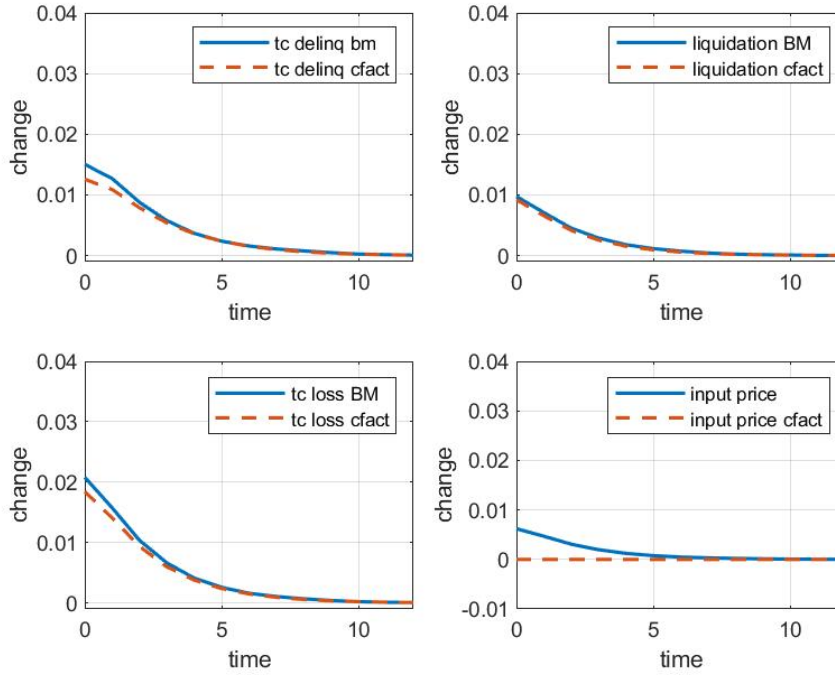 0.04
0.03
0.02
0.01
0
change
0 5 10
time
tc delinq bm
tc delinq cfact
0.04
0.03
0.02
0.01
0
change
0 5 10
time
liquidation BM
liquidation cfact
0.04
0.03
0.02
0.01
0
change
0 5 10
time
tc loss BM
tc loss cfact
0.04
0.03
0.02
0.01
0
-0.01
change
0 5 10
time
input price
input price cfact